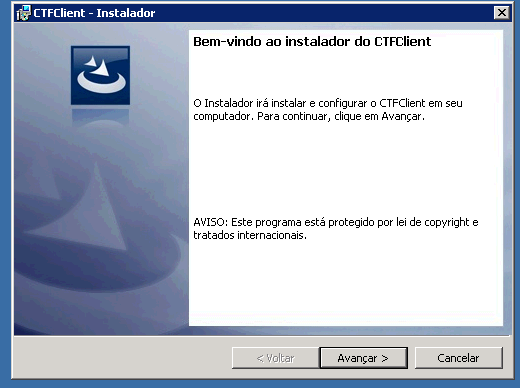 CTFClient - Instalador
Bem-vindo ao instalador do CTFClient
O Instalador irá instalar e configurar o CTFClient em seu
computador. Para continuar, clique em Avançar.
AVISO: Este programa está protegido por lei de copyright e
tratados internacionais.
< Voltar
Avançar >
Cancelar